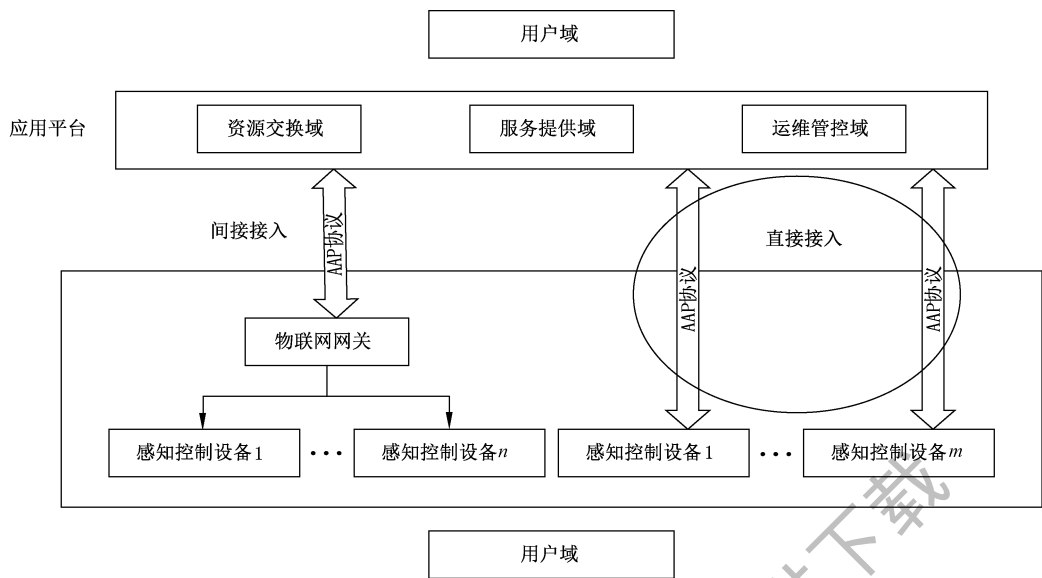 用户域
应用平台
资源交换域
服务提供域
运维管控域
间接接入
AAP协议
直接接入
AAP协议
AAP协议
物联网网关
感知控制设备1
…
感知控制设备n
感知控制设备1
…
感知控制设备m
用户域
下载